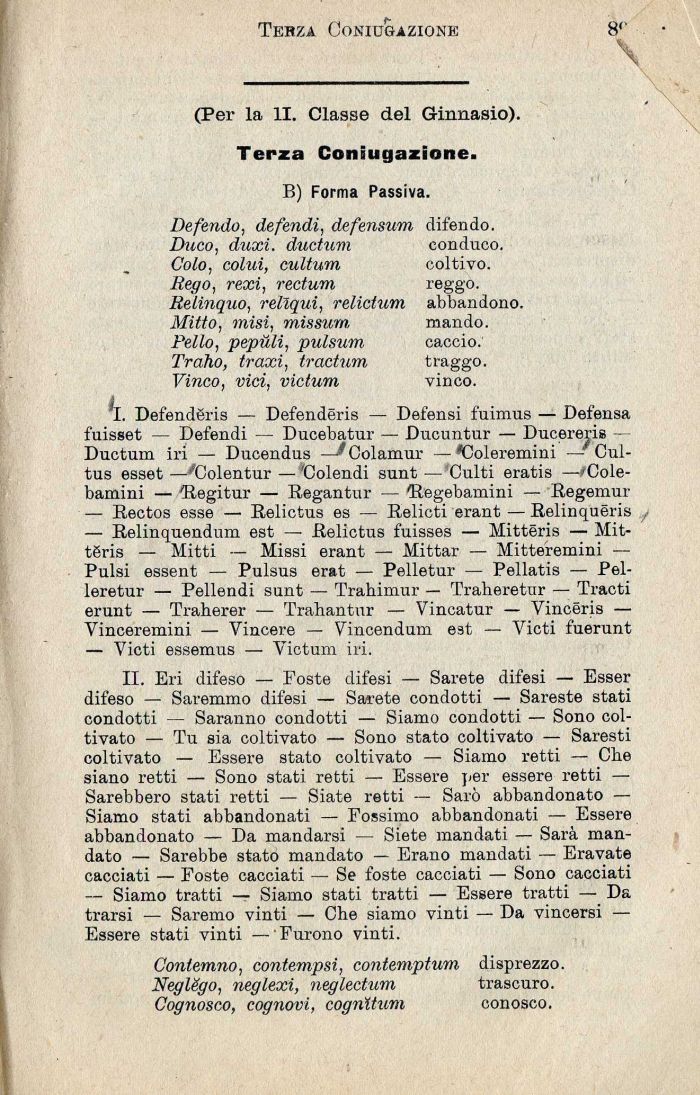 TERZA CONIUGAZIONE
(Per la II. Classe del Ginnasio).
Terza Coniugazione.
B) Forma Passiva.
Defendo, defendi, defensum difendo.
Duco, duxi. ductum conduco.
Colo, colui, cultum coltivo.
Rego, rexi, rectum reggo.
Relinquo, relīqui, relictum abbandono.
Mitto, misi, missum mando.
Pello, pepŭli, pulsum caccio.
Traho, traxi, tractum traggo.
Vinco, vici, victum vinco.
I. Defendĕris — Defendēris — Defensi fuimus — Defensa
fuisset — Defendi — Ducebatur — Ducuntur — Ducereris —
Ductum iri — Ducendus — Colamur — Coleremini — Cul-
tus esset — Colentur — Colendi sunt — Culti eratis — Cole-
bamini — Regitur — Regantur — Regebamini — Regemur
— Rectos esse — Relictus es — Relicti erant — Relinquēris
— Relinquendum est — Relictus fuisses — Mittēris — Mit-
tĕris — Mitti — Missi erant — Mittar — Mitteremini —
Pulsi essent — Pulsus erat — Pelletur — Pellatis — Pel-
leretur — Pellendi sunt — Trahimur — Traheretur — Tracti
erunt — Traherer — Trahantur — Vincatur — Vincēris —
Vinceremini — Vincere — Vincendum est — Victi fuerunt
— Victi essemus — Victum iri.
II. Eri difeso — Foste difesi — Sarete difesi — Esser
difeso — Saremmo difesi — Sarete condotti — Sareste stati
condotti — Saranno condotti — Siamo condotti — Sono col-
tivato — Tu sia coltivato — Sono stato coltivato — Saresti
coltivato — Essere stato coltivato — Siamo retti — Che
siano retti — Sono stati retti — Essere per essere retti —
Sarebbero stati retti — Siate retti — Sarò abbandonato —
Siamo stati abbandonati — Fossimo abbandonati — Essere
abbandonato — Da mandarsi — Siete mandati — Sarà man-
dato — Sarebbe stato mandato — Erano mandati — Eravate
cacciati — Foste cacciati — Se foste cacciati — Sono cacciati
— Siamo tratti — Siamo stati tratti — Essere tratti — Da
trarsi — Saremo vinti — Che siamo vinti — Da vincersi —
Essere stati vinti — Furono vinti.
Contemno, contempsi, contemptum disprezzo.
Neglĕgo, neglexi, neglectum trascuro.
Cognosco, cognovi, cognĭtum conosco.